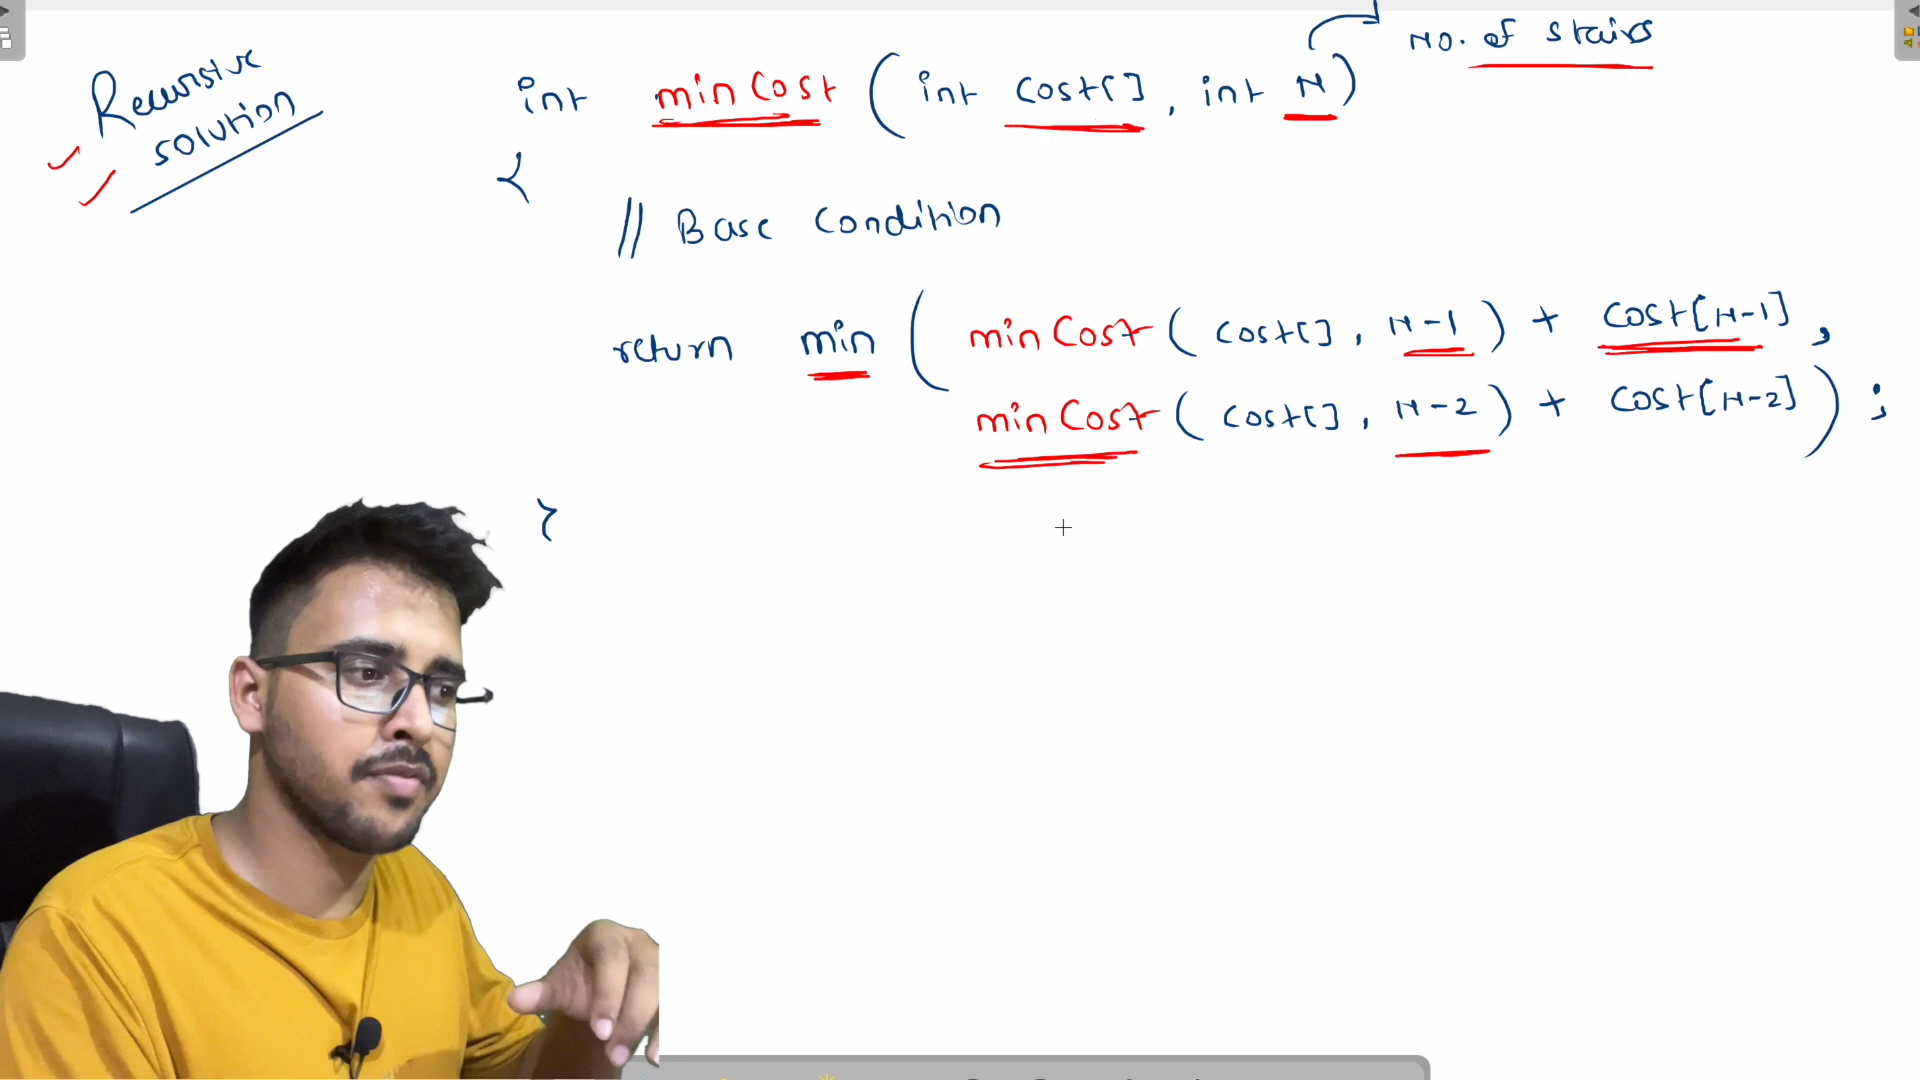 Recursive
solution
No. of stairs
int minCost (int cost[], int N)
{
// Base Condition
return min ( minCost ( cost[], N-1 ) + cost[N-1] ,
minCost ( cost[], N-2 ) + cost[N-2] ) ;
}